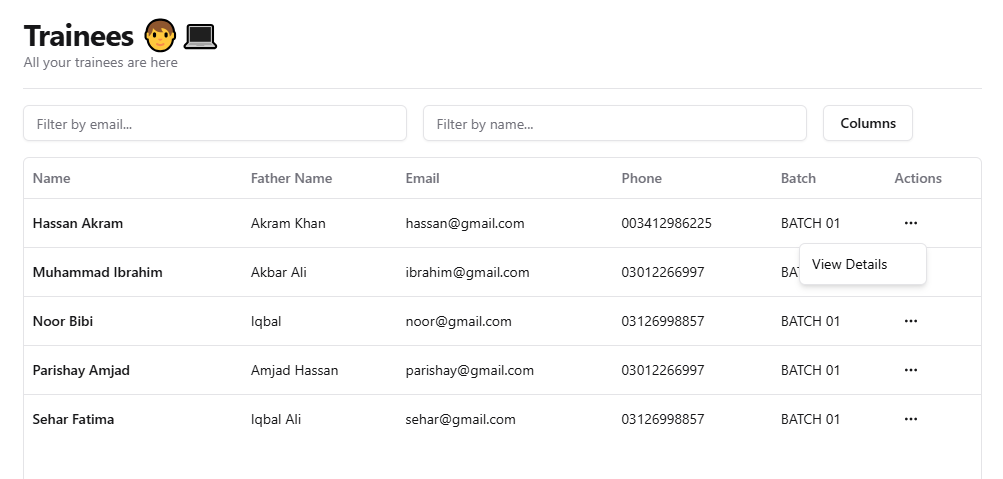 Trainees 🧑💻
All your trainees are here
Filter by email... Filter by name... Columns
Name Father Name Email Phone Batch Actions
Hassan Akram Akram Khan hassan@gmail.com 003412986225 BATCH 01 ...
View Details
Muhammad Ibrahim Akbar Ali ibrahim@gmail.com 03012266997
Noor Bibi Iqbal noor@gmail.com 03126998857 BATCH 01 ...
Parishay Amjad Amjad Hassan parishay@gmail.com 03012266997 BATCH 01 ...
Sehar Fatima Iqbal Ali sehar@gmail.com 03126998857 BATCH 01 ...